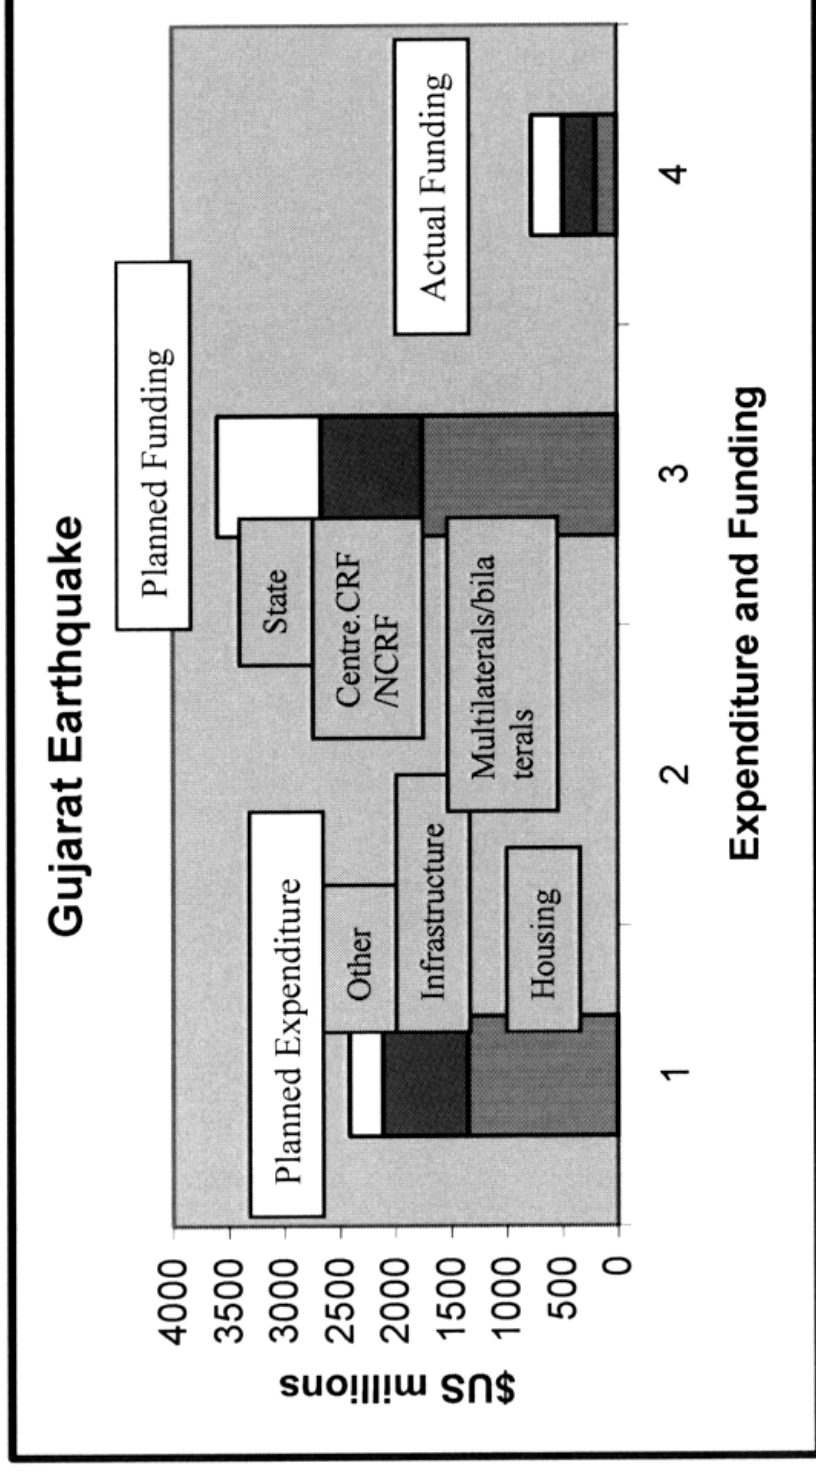 Gujarat Earthquake
Planned Funding
Planned Expenditure
Actual Funding
State
Other
Centre.CRF
/NCRF
Infrastructure
Multilaterals/bila
terals
Housing
4000
3500
3000
2500
2000
1500
1000
500
0
$US millions
1
2
3
4
Expenditure and Funding